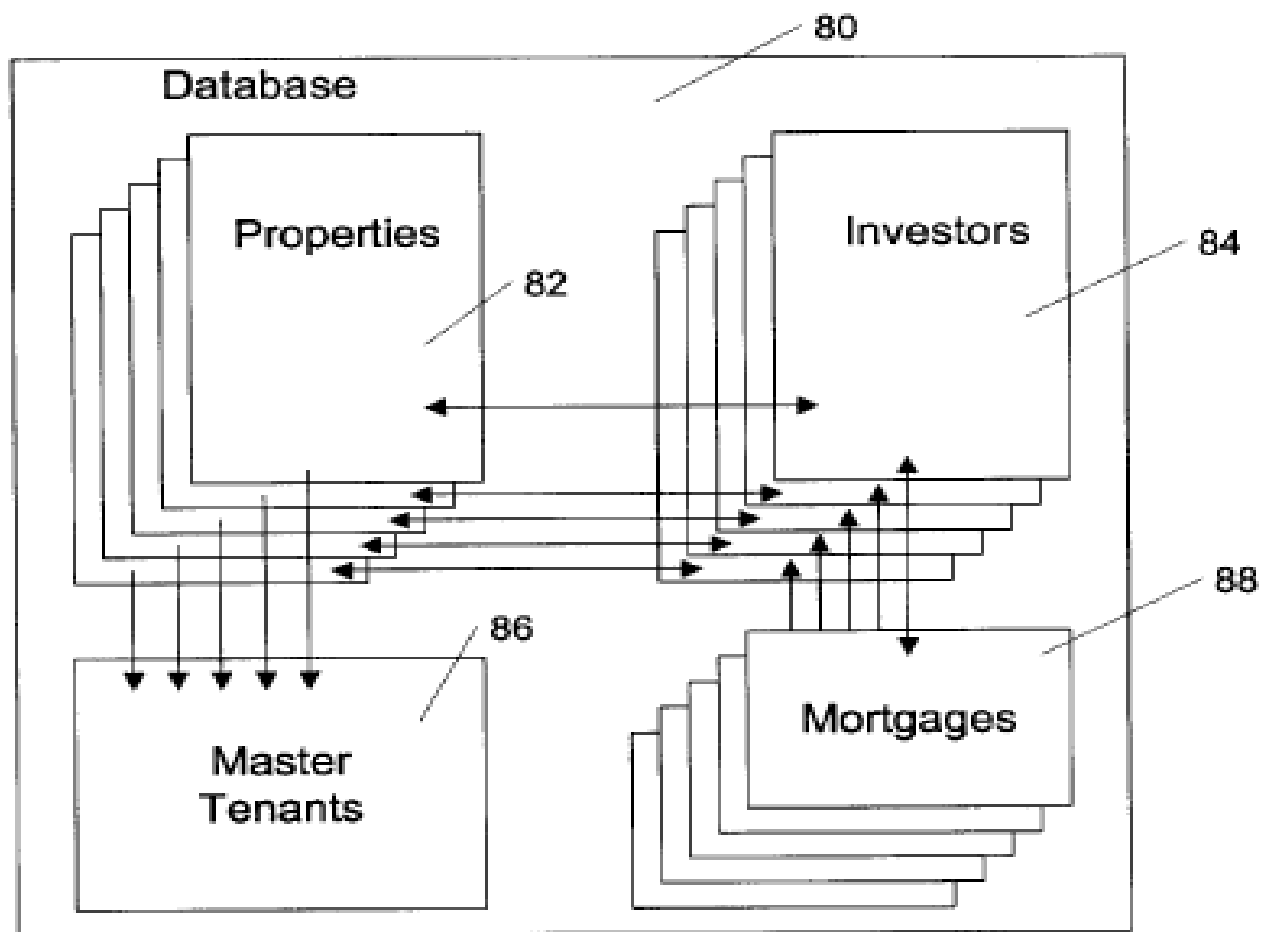 80
Database
Properties
Investors
84
82
86
88
Mortgages
Master
Tenants